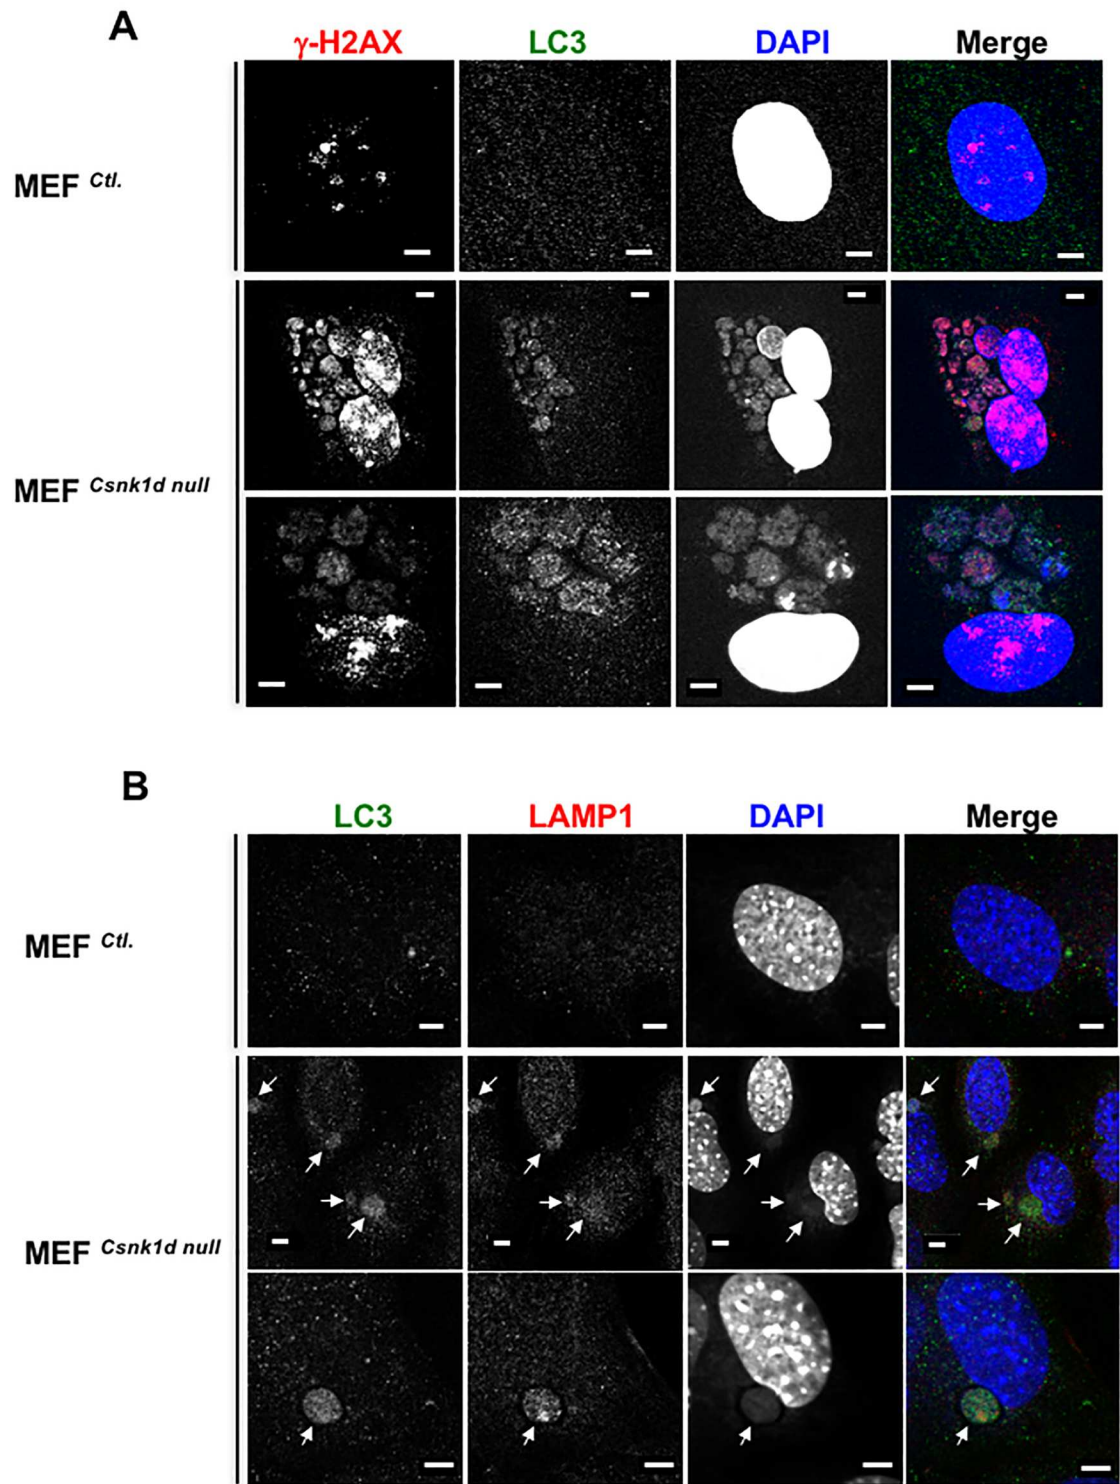 A
γ-H2AX LC3 DAPI Merge
MEF Ctl.
MEF Csnk1d null
B
LC3 LAMP1 DAPI Merge
MEF Ctl.
MEF Csnk1d null